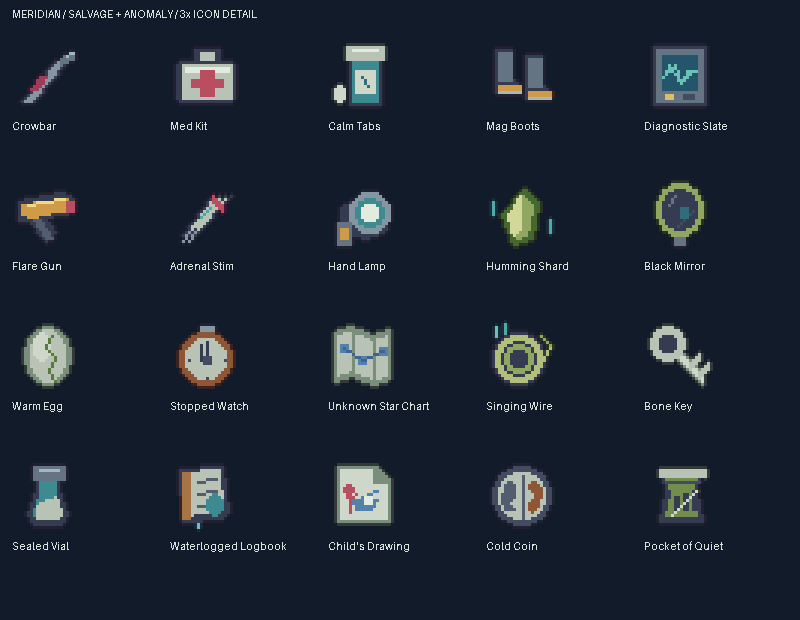 MERIDIAN / SALVAGE + ANOMALY / 3x ICON DETAIL
Crowbar
Med Kit
Calm Tabs
Mag Boots
Diagnostic Slate
Flare Gun
Adrenal Stim
Hand Lamp
Humming Shard
Black Mirror
Warm Egg
Stopped Watch
Unknown Star Chart
Singing Wire
Bone Key
Sealed Vial
Waterlogged Logbook
Child's Drawing
Cold Coin
Pocket of Quiet